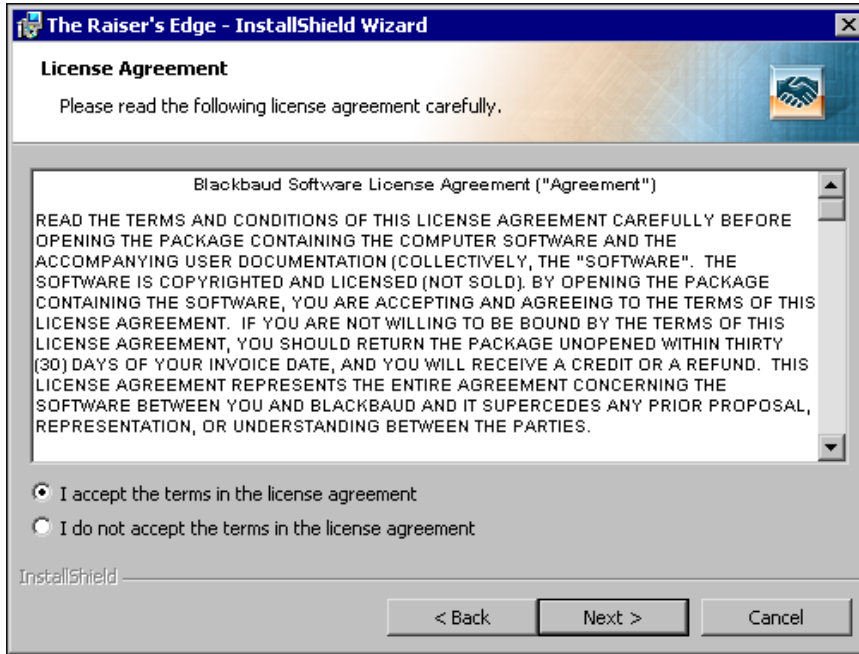 The Raiser's Edge - InstallShield Wizard
License Agreement
Please read the following license agreement carefully.
Blackbaud Software License Agreement ("Agreement")
READ THE TERMS AND CONDITIONS OF THIS LICENSE AGREEMENT CAREFULLY BEFORE
OPENING THE PACKAGE CONTAINING THE COMPUTER SOFTWARE AND THE
ACCOMPANYING USER DOCUMENTATION (COLLECTIVELY, THE "SOFTWARE".  THE
SOFTWARE IS COPYRIGHTED AND LICENSED (NOT SOLD). BY OPENING THE PACKAGE
CONTAINING THE SOFTWARE, YOU ARE ACCEPTING AND AGREEING TO THE TERMS OF THIS
LICENSE AGREEMENT.  IF YOU ARE NOT WILLING TO BE BOUND BY THE TERMS OF THIS
LICENSE AGREEMENT, YOU SHOULD RETURN THE PACKAGE UNOPENED WITHIN THIRTY
(30) DAYS OF YOUR INVOICE DATE, AND YOU WILL RECEIVE A CREDIT OR A REFUND.  THIS
LICENSE AGREEMENT REPRESENTS THE ENTIRE AGREEMENT CONCERNING THE
SOFTWARE BETWEEN YOU AND BLACKBAUD AND IT SUPERCEDES ANY PRIOR PROPOSAL,
REPRESENTATION, OR UNDERSTANDING BETWEEN THE PARTIES.
I accept the terms in the license agreement
I do not accept the terms in the license agreement
InstallShield
< Back
Next >
Cancel